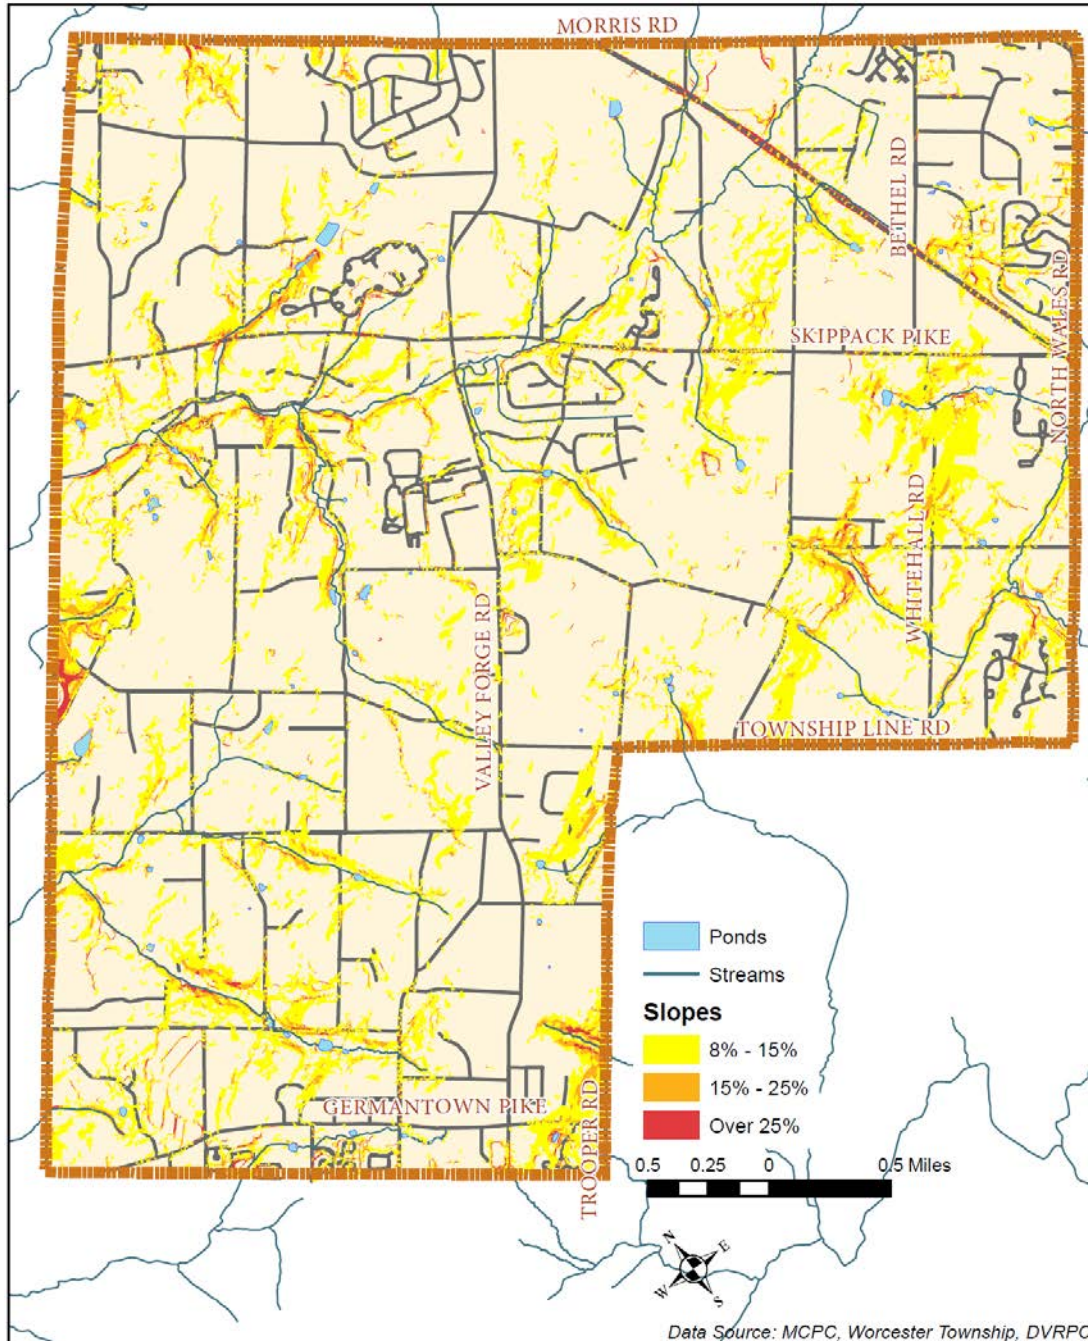 MORRIS RD
BETHEL RD
NORTH WALES RD
SKIPPACK PIKE
WHITEHALL RD
VALLEY FORGE RD
TOWNSHIP LINE RD
Ponds
Streams
Slopes
8% - 15%
15% - 25%
Over 25%
GERMANTOWN PIKE
TROOPER RD
0.5 0.25 0 0.5 Miles
N
E
W
S
Data Source: MCPC, Worcester Township, DVRPC